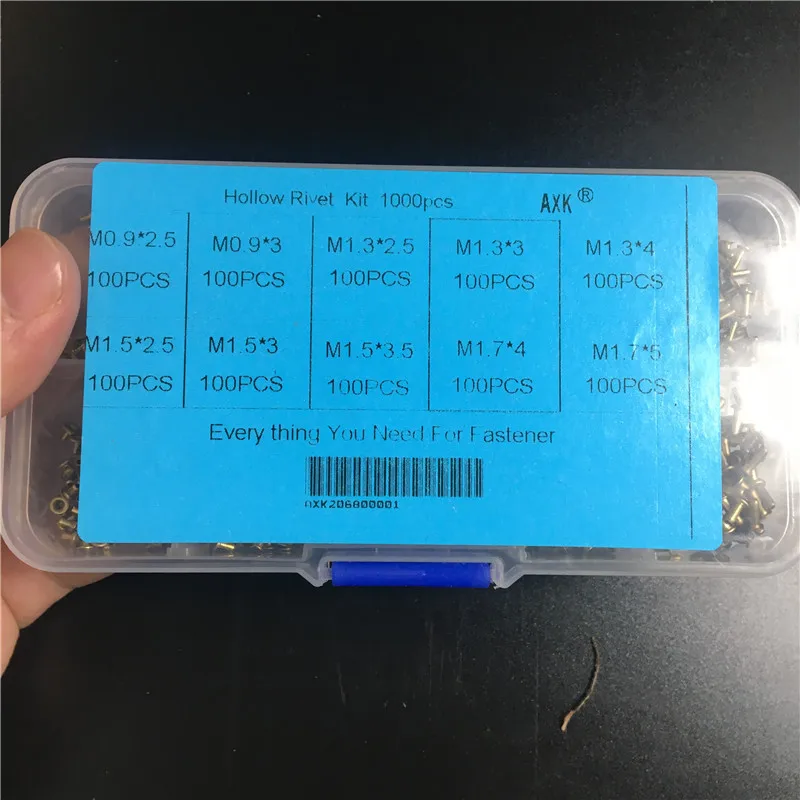 Hollow Rivet Kit 1000pcs AXK®
M0.9*2.5 M0.9*3 M1.3*2.5 M1.3*3 M1.3*4
100PCS 100PCS 100PCS 100PCS 100PCS
M1.5*2.5 M1.5*3 M1.5*3.5 M1.7*4 M1.7*5
100PCS 100PCS 100PCS 100PCS 100PCS
Every thing You Need For Fastener
AXK206800001